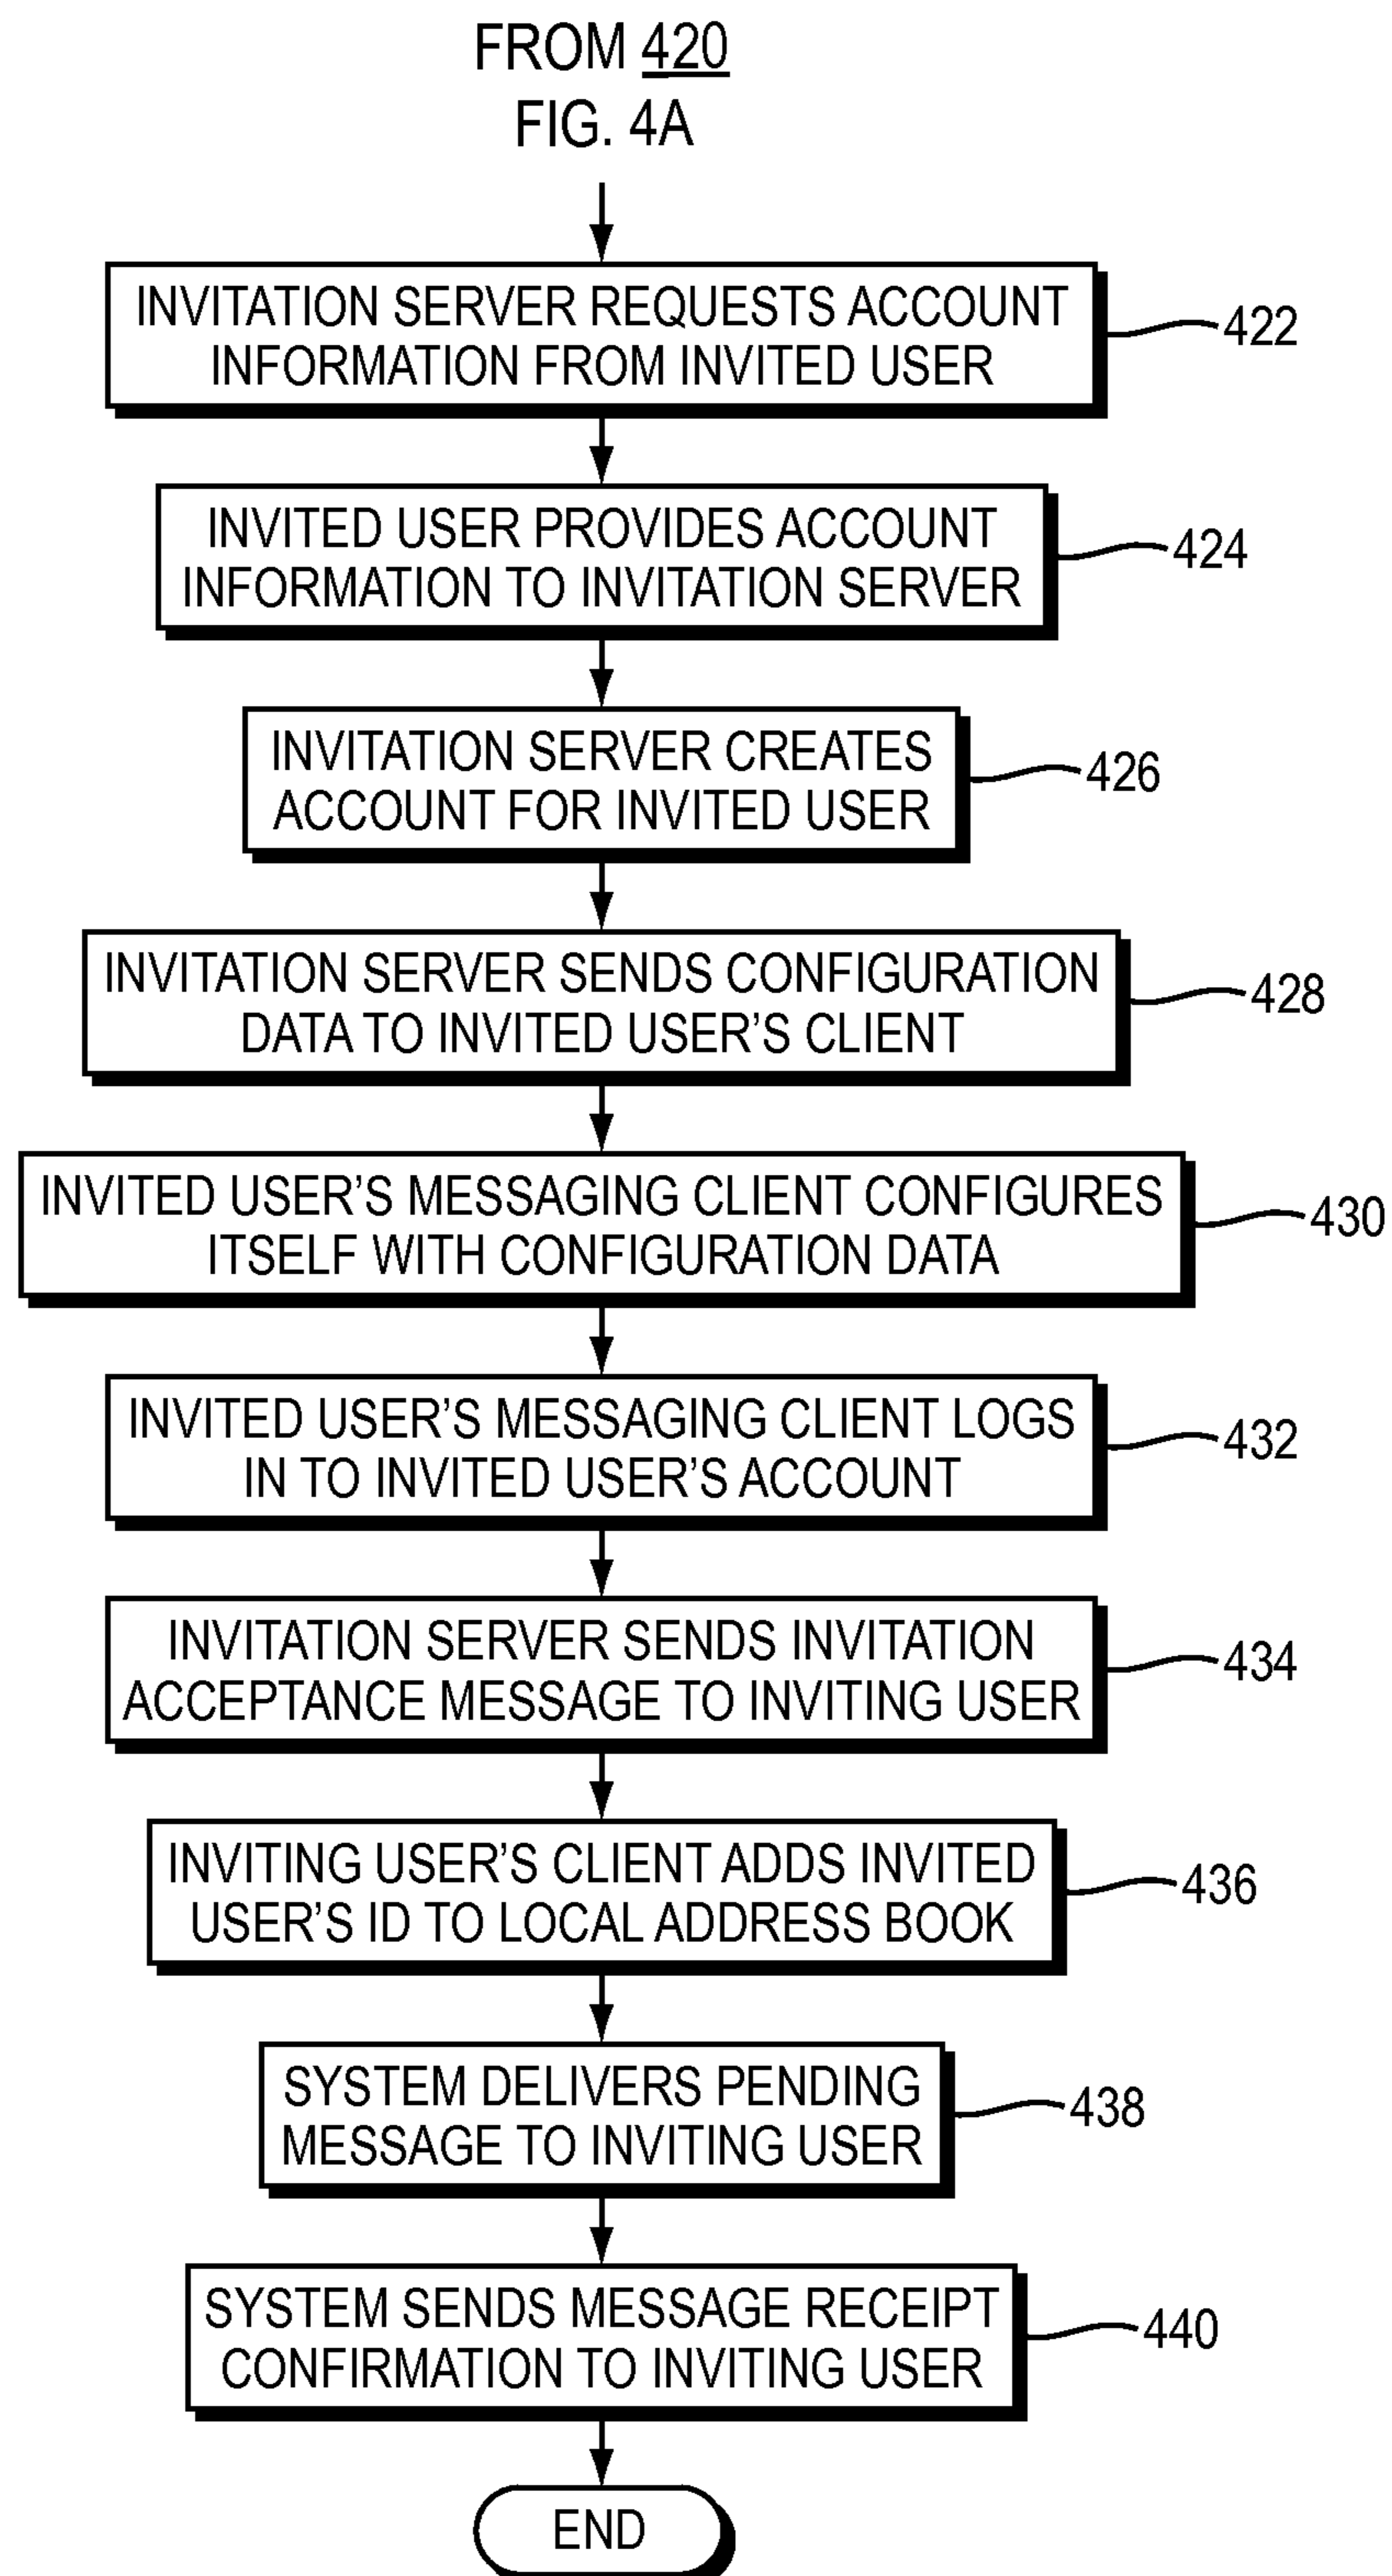 FROM 420
FIG. 4A
INVITATION SERVER REQUESTS ACCOUNT
INFORMATION FROM INVITED USER
422
INVITED USER PROVIDES ACCOUNT
INFORMATION TO INVITATION SERVER
424
INVITATION SERVER CREATES
ACCOUNT FOR INVITED USER
426
INVITATION SERVER SENDS CONFIGURATION
DATA TO INVITED USER'S CLIENT
428
INVITED USER'S MESSAGING CLIENT CONFIGURES
ITSELF WITH CONFIGURATION DATA
430
INVITED USER'S MESSAGING CLIENT LOGS
IN TO INVITED USER'S ACCOUNT
432
INVITATION SERVER SENDS INVITATION
ACCEPTANCE MESSAGE TO INVITING USER
434
INVITING USER'S CLIENT ADDS INVITED
USER'S ID TO LOCAL ADDRESS BOOK
436
SYSTEM DELIVERS PENDING
MESSAGE TO INVITING USER
438
SYSTEM SENDS MESSAGE RECEIPT
CONFIRMATION TO INVITING USER
440
END